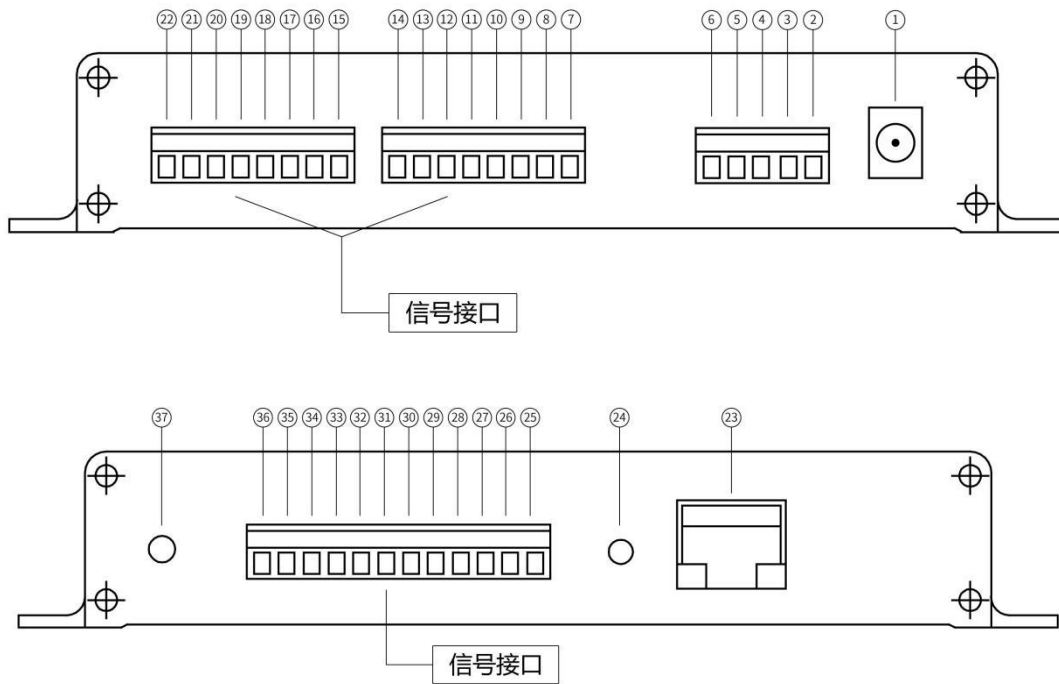 ㉒ ㉑ ⑳ ⑲ ⑱ ⑰ ⑯ ⑮ ⑭ ⑬ ⑫ ⑪ ⑩ ⑨ ⑧ ⑦ ⑥ ⑤ ④ ③ ② ①
信号接口
㊲ ㊱ ㉟ ㉞ ㉝ ㉜ ㉛ ㉚ ㉙ ㉘ ㉗ ㉖ ㉕ ㉔ ㉓
信号接口